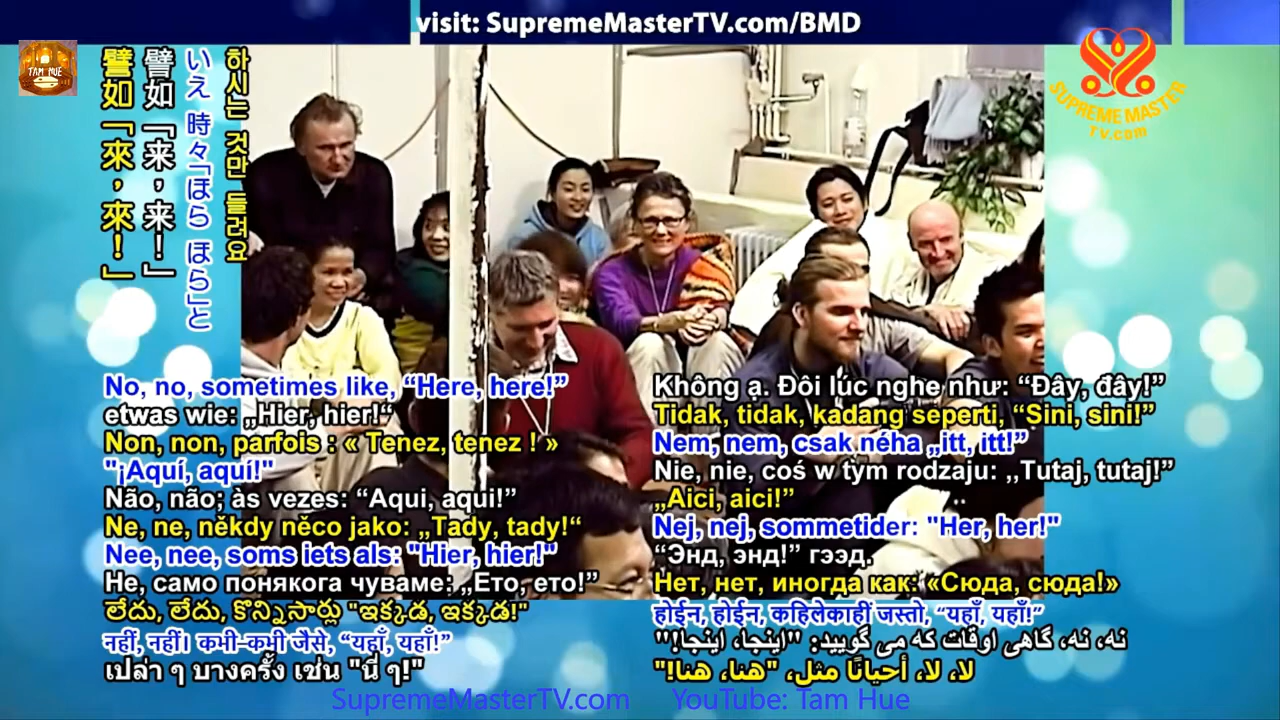 visit: SupremeMasterTV.com/BMD
TAM HUE
SUPREME MASTER
TV.com
하시는 것만 들려요
いえ 時々「ほら ほら」と
譬如「来，来！」
譬如「來，來！」
No, no, sometimes like, “Here, here!”
etwas wie: „Hier, hier!“
Non, non, parfois : « Tenez, tenez ! »
"¡Aquí, aquí!"
Não, não; às vezes: “Aqui, aqui!”
Ne, ne, někdy něco jako: „Tady, tady!“
Nee, nee, soms iets als: "Hier, hier!"
Не, само понякога чуваме: „Ето, ето!”
లేదు, లేదు, కొన్నిసార్లు "ఇక్కడ, ఇక్కడ!"
नहीं, नहीं। कभी-कभी जैसे, “यहाँ, यहाँ!”
เปล่า ๆ บางครั้ง เช่น "นี่ ๆ!"
Không ạ. Đôi lúc nghe như: “Đây, đây!”
Tidak, tidak, kadang seperti, “Sini, sini!”
Nem, nem, csak néha „itt, itt!”
Nie, nie, coś w tym rodzaju: ,,Tutaj, tutaj!”
„Aici, aici!”
Nej, nej, sommetider: "Her, her!"
“Энд, энд!” гээд.
Нет, нет, иногда как: «Сюда, сюда!»
होईन, होईन, कहिलेकाहीं जस्तो, “यहाँ, यहाँ!”
نه، نه، گاهی اوقات که می گویید: "اینجا، اینجا!"
لا، لا، أحيانًا مثل، "هنا، هنا!"
SupremeMasterTV.com YouTube: Tam Hue